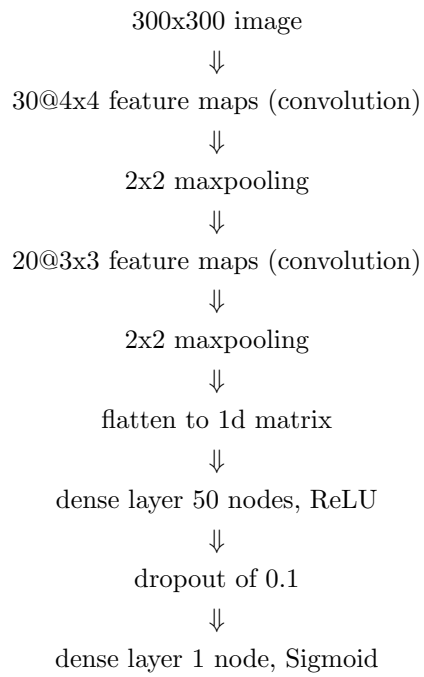 300x300 image
⇓
30@4x4 feature maps (convolution)
⇓
2x2 maxpooling
⇓
20@3x3 feature maps (convolution)
⇓
2x2 maxpooling
⇓
flatten to 1d matrix
⇓
dense layer 50 nodes, ReLU
⇓
dropout of 0.1
⇓
dense layer 1 node, Sigmoid